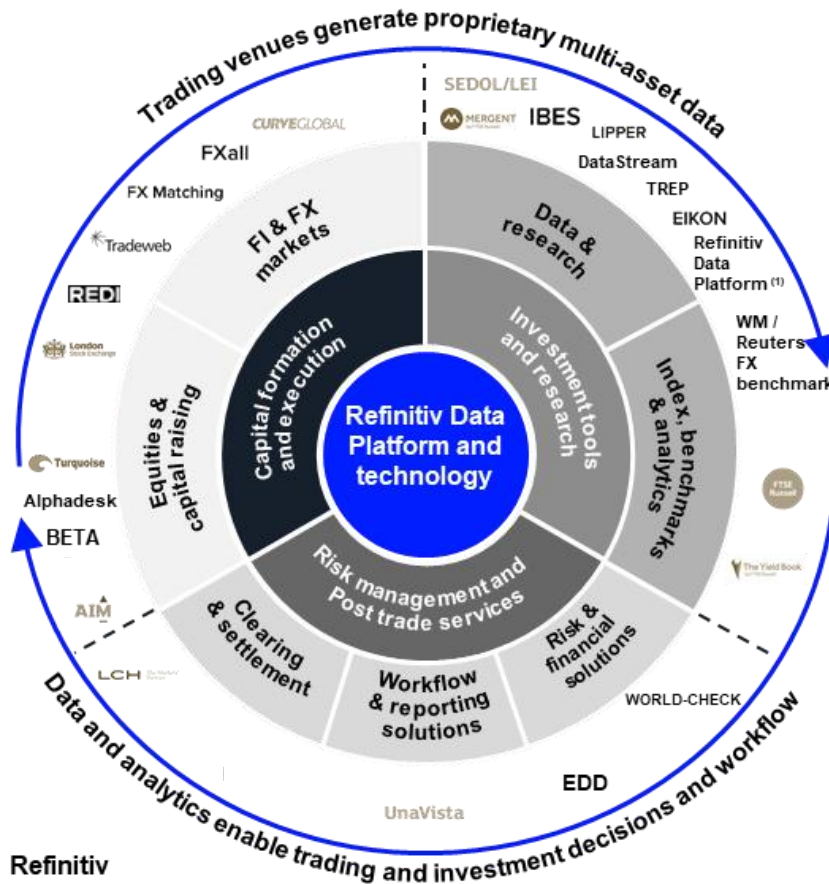 Trading venues generate proprietary multi-asset data
SEDOL/LEI
MERGENT
IBES
CURVEGLOBAL
LIPPER
FXall
DataStream
FX Matching
TREP
Tradeweb
EIKON
Refinitiv
Data
Platform (1)
REDI
WM /
Reuters
FX
benchmark
London
Stock Exchange
FI & FX
markets
Data &
research
Capital formation
and execution
Investment tools
and research
Refinitiv Data
Platform and
technology
Equities &
capital raising
Index, benchmarks
& analytics
Turquoise
Alphadesk
BETA
AIM
FTSE
Russell
The Yield Book
Risk management and
Post trade services
Clearing
& settlement
Workflow
& reporting
solutions
Risk &
financial
solutions
LCH
WORLD-CHECK
EDD
UnaVista
Data and analytics enable trading and investment decisions and workflow
Refinitiv